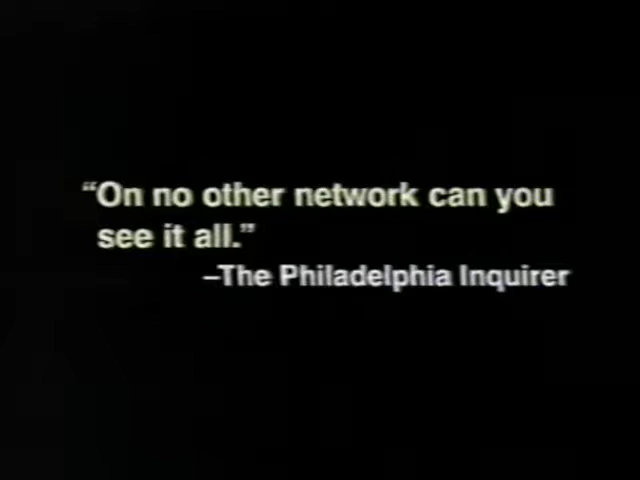 “On no other network can you
see it all.”
–The Philadelphia Inquirer